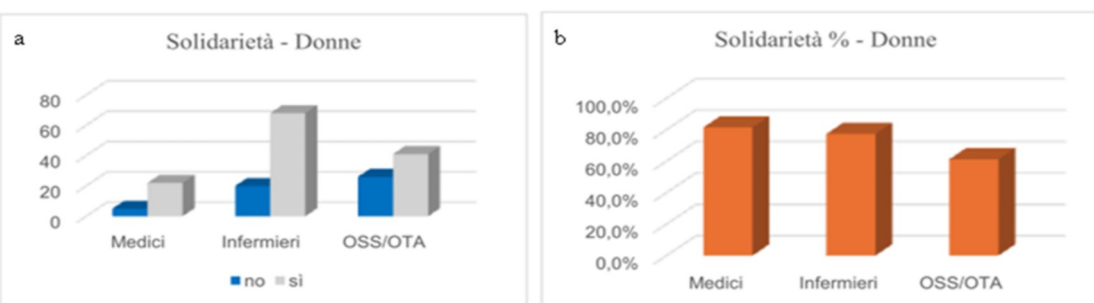 a
Solidarietà - Donne
80
60
40
20
0
Medici Infermieri OSS/OTA
no sì
b
Solidarietà % - Donne
100,0%
80,0%
60,0%
40,0%
20,0%
0,0%
Medici Infermieri OSS/OTA